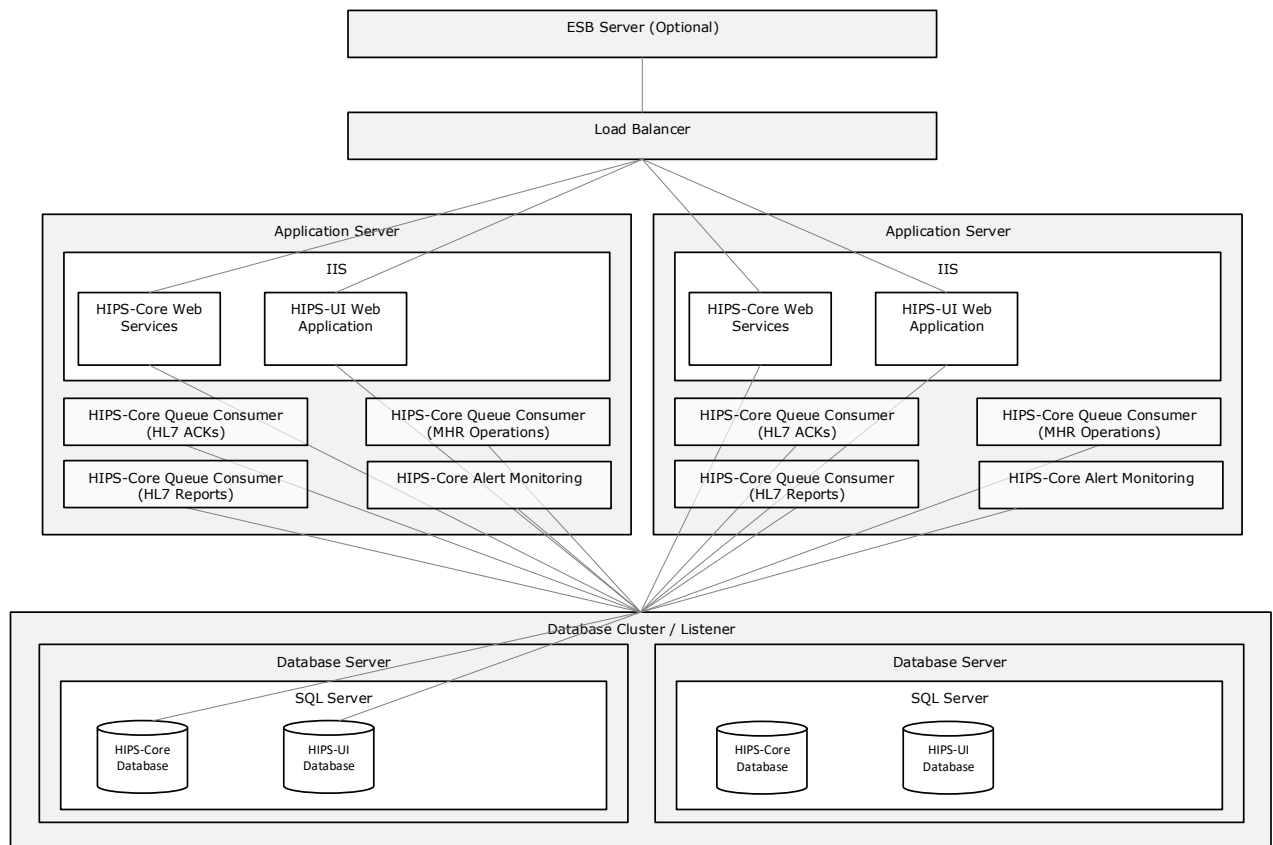 ESB Server (Optional)
Load Balancer
Application Server
IIS
HIPS-Core Web
Services
HIPS-UI Web
Application
HIPS-Core Queue Consumer
(HL7 ACKs)
HIPS-Core Queue Consumer
(MHR Operations)
HIPS-Core Queue Consumer
(HL7 Reports)
HIPS-Core Alert Monitoring
Application Server
IIS
HIPS-Core Web
Services
HIPS-UI Web
Application
HIPS-Core Queue Consumer
(HL7 ACKs)
HIPS-Core Queue Consumer
(MHR Operations)
HIPS-Core Queue Consumer
(HL7 Reports)
HIPS-Core Alert Monitoring
Database Cluster / Listener
Database Server
SQL Server
HIPS-Core
Database
HIPS-UI
Database
Database Server
SQL Server
HIPS-Core
Database
HIPS-UI
Database